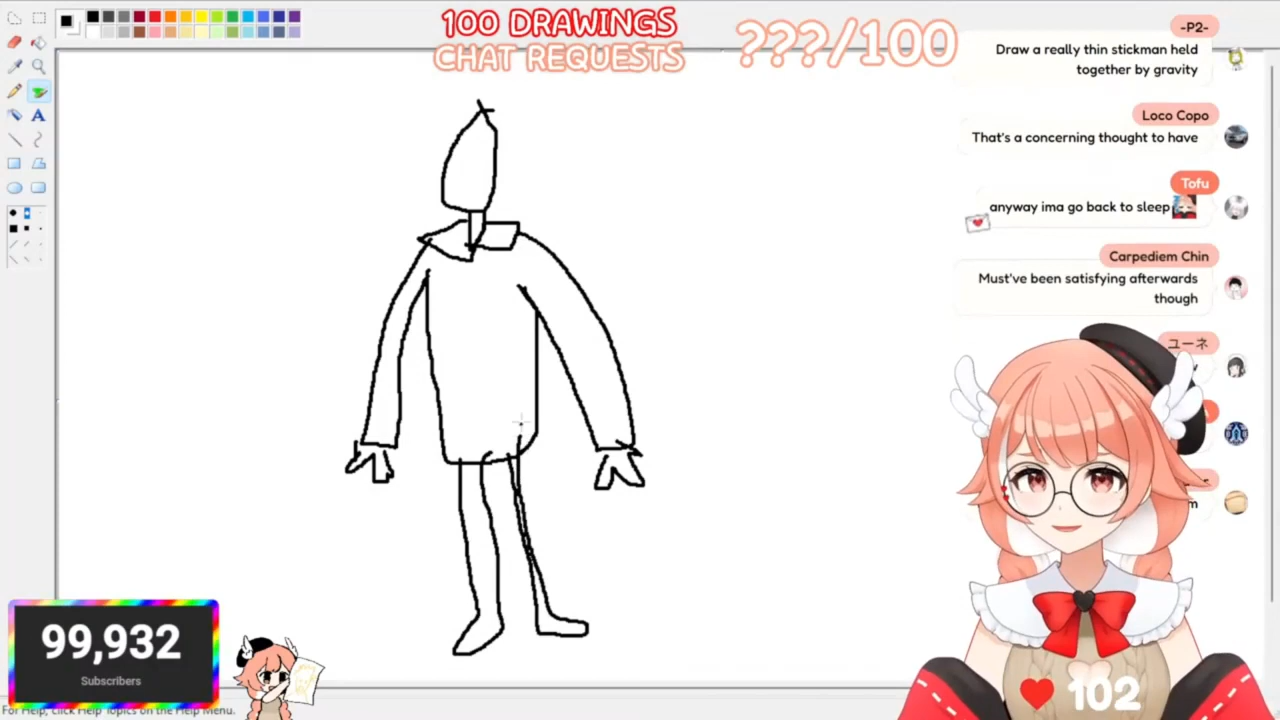 100 DRAWINGS
CHAT REQUESTS
???/100
-P2-
Draw a really thin stickman held
together by gravity
Loco Copo
That's a concerning thought to have
Tofu
anyway ima go back to sleep
Carpediem Chin
Must've been satisfying afterwards
though
ユーネ
99,932
Subscribers
102
For Help, click Help Topics on the Help Menu.